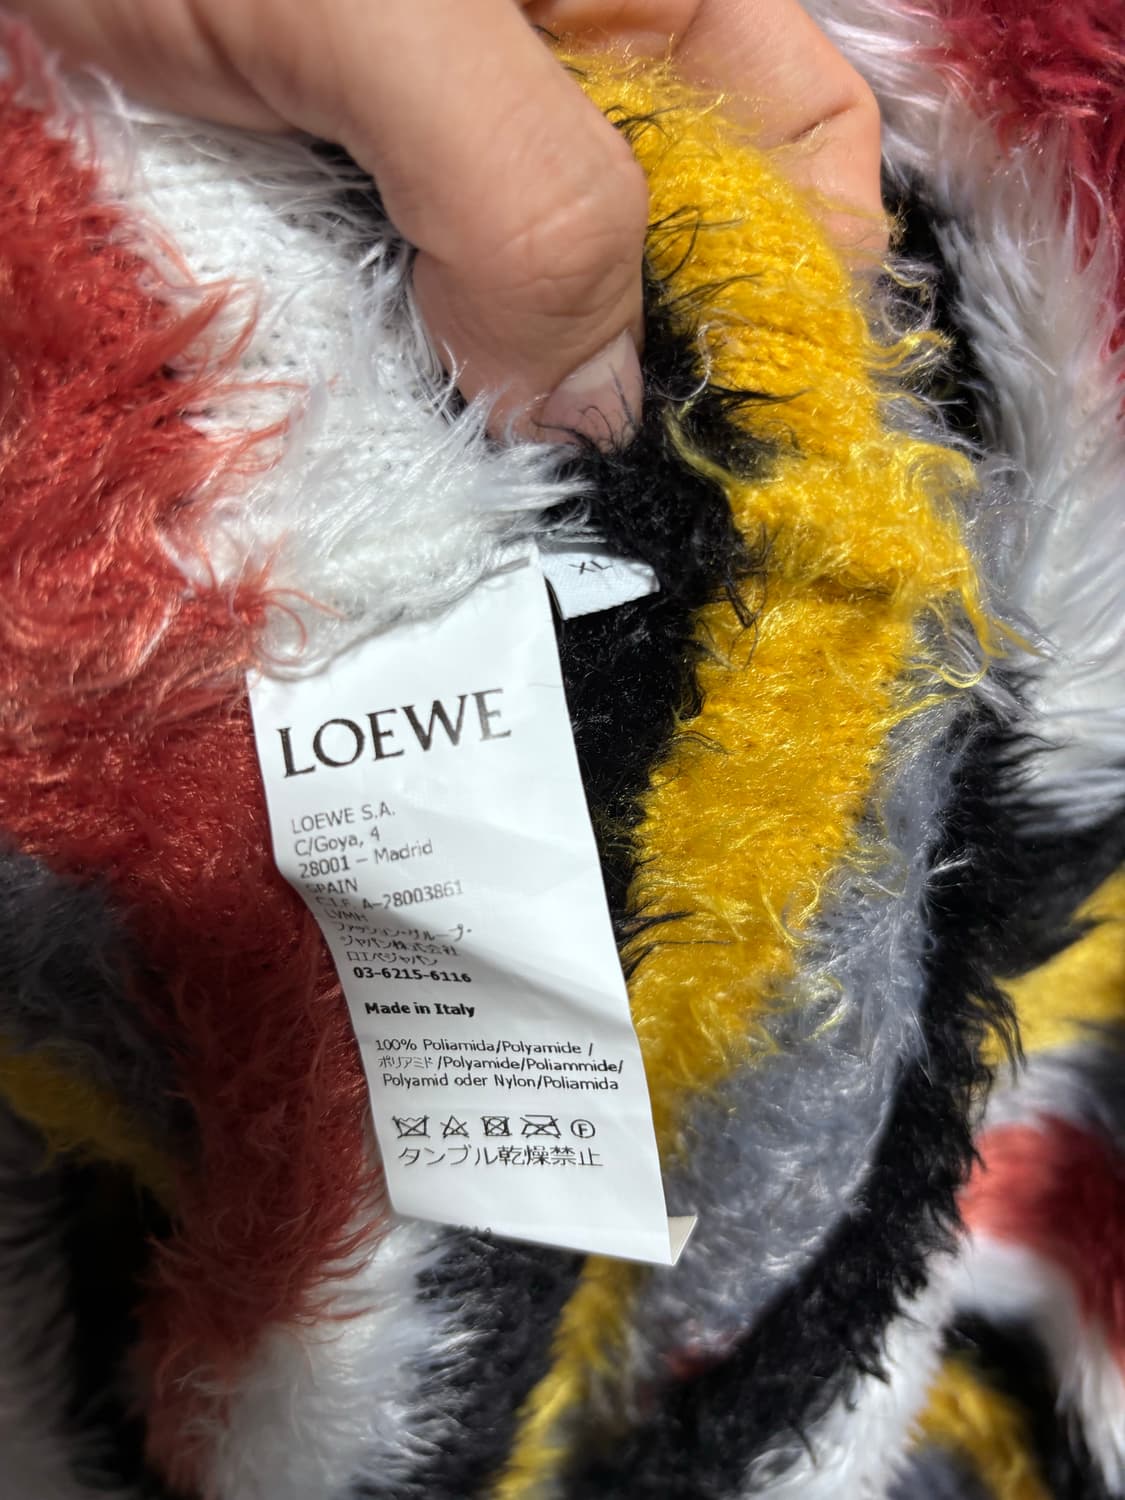 XL
LOEWE
LOEWE S.A.
C/Goya, 4
28001 – Madrid
SPAIN
C.I.F. A-28003861
LVMH
ファッション・グループ・
ジャパン株式会社
ロエベジャパン
03-6215-6116
Made in Italy
100% Poliamida/Polyamide /
ポリアミド/Polyamide/Poliammide/
Polyamid oder Nylon/Poliamida
Ⓕ
タンブル乾燥禁止